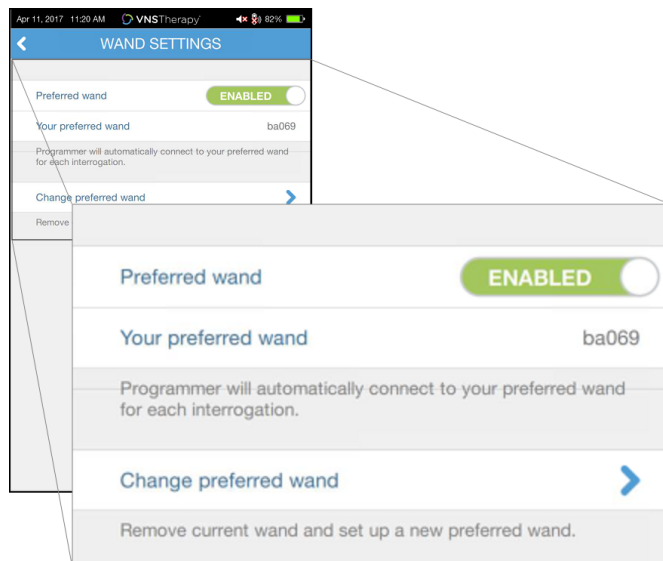 Apr 11, 2017 11:20 AM VNSTherapy 82%
WAND SETTINGS
Preferred wand ENABLED
Your preferred wand ba069
Programmer will automatically connect to your preferred wand
for each interrogation.
Change preferred wand
Remove
Preferred wand ENABLED
Your preferred wand ba069
Programmer will automatically connect to your preferred wand
for each interrogation.
Change preferred wand
Remove current wand and set up a new preferred wand.